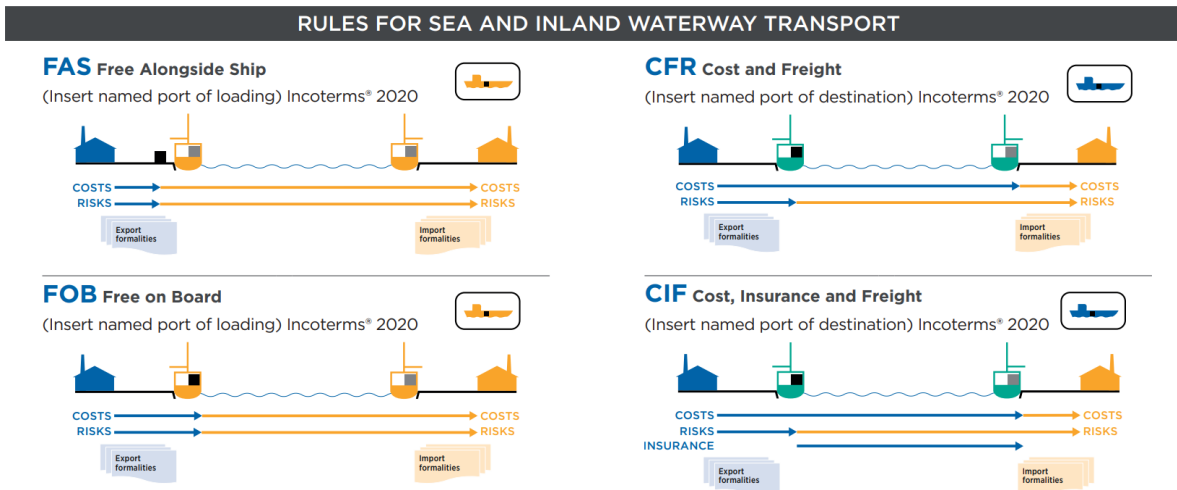 RULES FOR SEA AND INLAND WATERWAY TRANSPORT
FAS Free Alongside Ship
(Insert named port of loading) Incoterms® 2020
COSTS COSTS
RISKS RISKS
Export
formalities
Import
formalities
CFR Cost and Freight
(Insert named port of destination) Incoterms® 2020
COSTS COSTS
RISKS RISKS
Export
formalities
Import
formalities
FOB Free on Board
(Insert named port of loading) Incoterms® 2020
COSTS COSTS
RISKS RISKS
Export
formalities
Import
formalities
CIF Cost, Insurance and Freight
(Insert named port of destination) Incoterms® 2020
COSTS COSTS
RISKS RISKS
INSURANCE
Export
formalities
Import
formalities